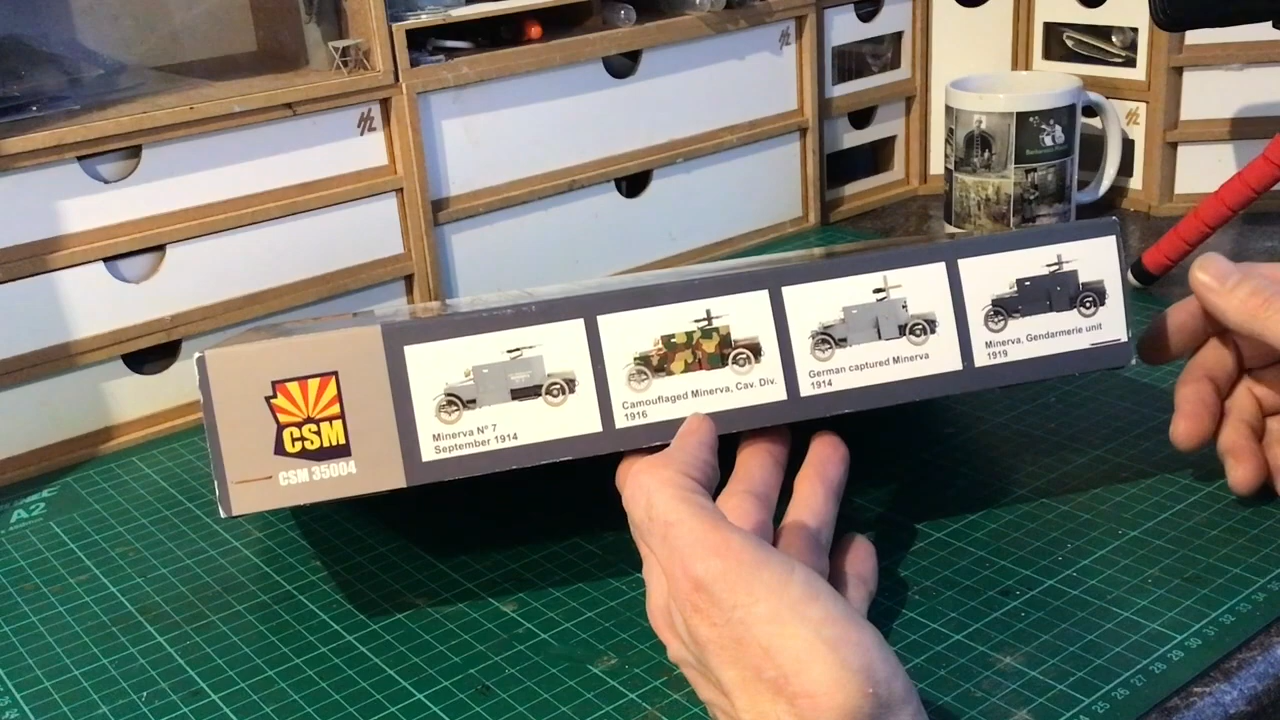 CSM
CSM 35004
Minerva Nº 7
September 1914
Camouflaged Minerva, Cav. Div.
1916
German captured Minerva
1914
Minerva, Gendarmerie unit
1919
A2